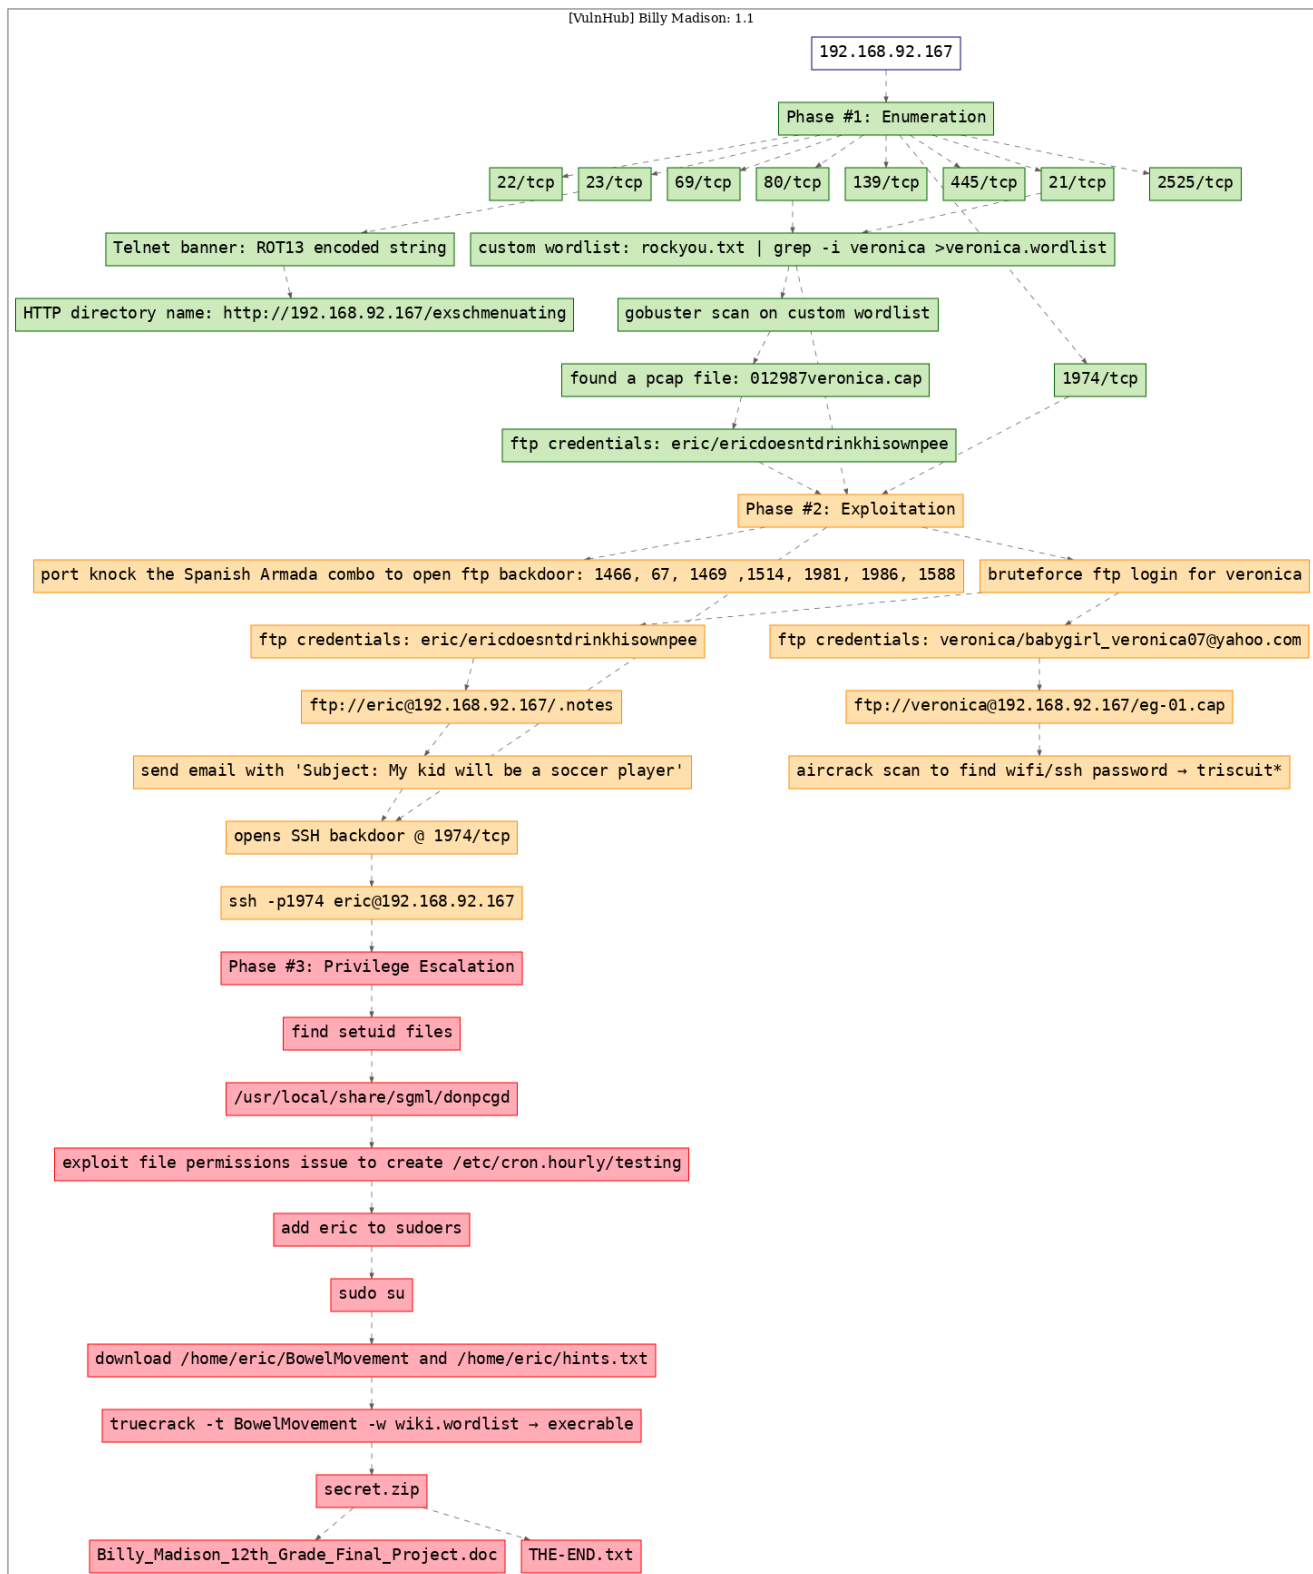 [VulnHub] Billy Madison: 1.1
192.168.92.167
Phase #1: Enumeration
22/tcp
23/tcp
69/tcp
80/tcp
139/tcp
445/tcp
21/tcp
2525/tcp
Telnet banner: ROT13 encoded string
custom wordlist: rockyou.txt | grep -i veronica >veronica.wordlist
HTTP directory name: http://192.168.92.167/exschmenuating
gobuster scan on custom wordlist
found a pcap file: 012987veronica.cap
1974/tcp
ftp credentials: eric/ericdoesntdrinkhisownpee
Phase #2: Exploitation
port knock the Spanish Armada combo to open ftp backdoor: 1466, 67, 1469 ,1514, 1981, 1986, 1588
bruteforce ftp login for veronica
ftp credentials: eric/ericdoesntdrinkhisownpee
ftp credentials: veronica/babygirl_veronica07@yahoo.com
ftp://eric@192.168.92.167/.notes
ftp://veronica@192.168.92.167/eg-01.cap
send email with 'Subject: My kid will be a soccer player'
aircrack scan to find wifi/ssh password → triscuit*
opens SSH backdoor @ 1974/tcp
ssh -p1974 eric@192.168.92.167
Phase #3: Privilege Escalation
find setuid files
/usr/local/share/sgml/donpcgd
exploit file permissions issue to create /etc/cron.hourly/testing
add eric to sudoers
sudo su
download /home/eric/BowelMovement and /home/eric/hints.txt
truecrack -t BowelMovement -w wiki.wordlist → execrable
secret.zip
Billy_Madison_12th_Grade_Final_Project.doc
THE-END.txt